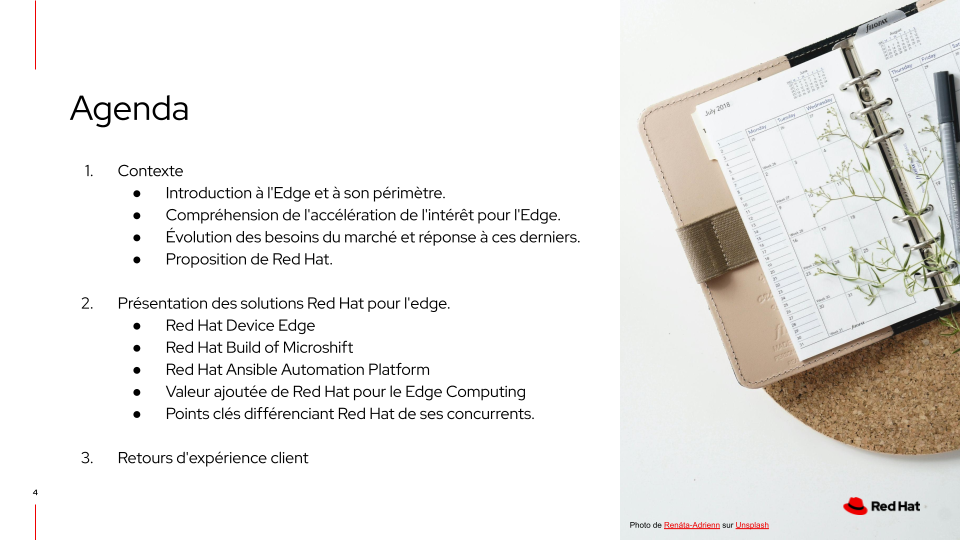 Agenda
1. Contexte
● Introduction à l'Edge et à son périmètre.
● Compréhension de l'accélération de l'intérêt pour l'Edge.
● Évolution des besoins du marché et réponse à ces derniers.
● Proposition de Red Hat.
2. Présentation des solutions Red Hat pour l'edge.
● Red Hat Device Edge
● Red Hat Build of Microshift
● Red Hat Ansible Automation Platform
● Valeur ajoutée de Red Hat pour le Edge Computing
● Points clés différenciant Red Hat de ses concurrents.
3. Retours d'expérience client
4
filofax
August
Thursday Friday
June
July 2018
Monday Tuesday Wednesday
Red Hat
Photo de Renáta-Adrienn sur Unsplash